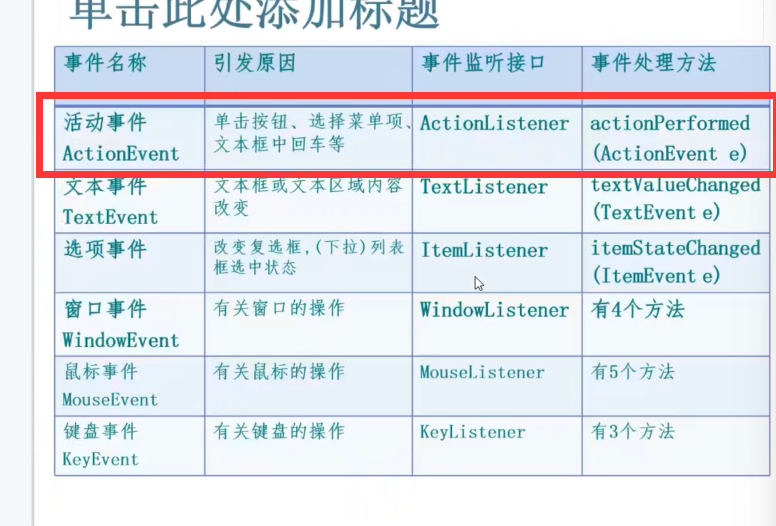 单击此处添加标题
事件名称 引发原因 事件监听接口 事件处理方法
活动事件 单击按钮、选择菜单项、 ActionListener actionPerformed
ActionEvent 文本框中回车等 (ActionEvent e)
文本事件 文本框或文本区域内容 TextListener textValueChanged
TextEvent 改变 (TextEvent e)
选项事件 改变复选框,(下拉)列表 ItemListener itemStateChanged
框选中状态 (ItemEvent e)
窗口事件 有关窗口的操作 WindowListener 有4个方法
WindowEvent
鼠标事件 有关鼠标的操作 MouseListener 有5个方法
MouseEvent
键盘事件 有关键盘的操作 KeyListener 有3个方法
KeyEvent